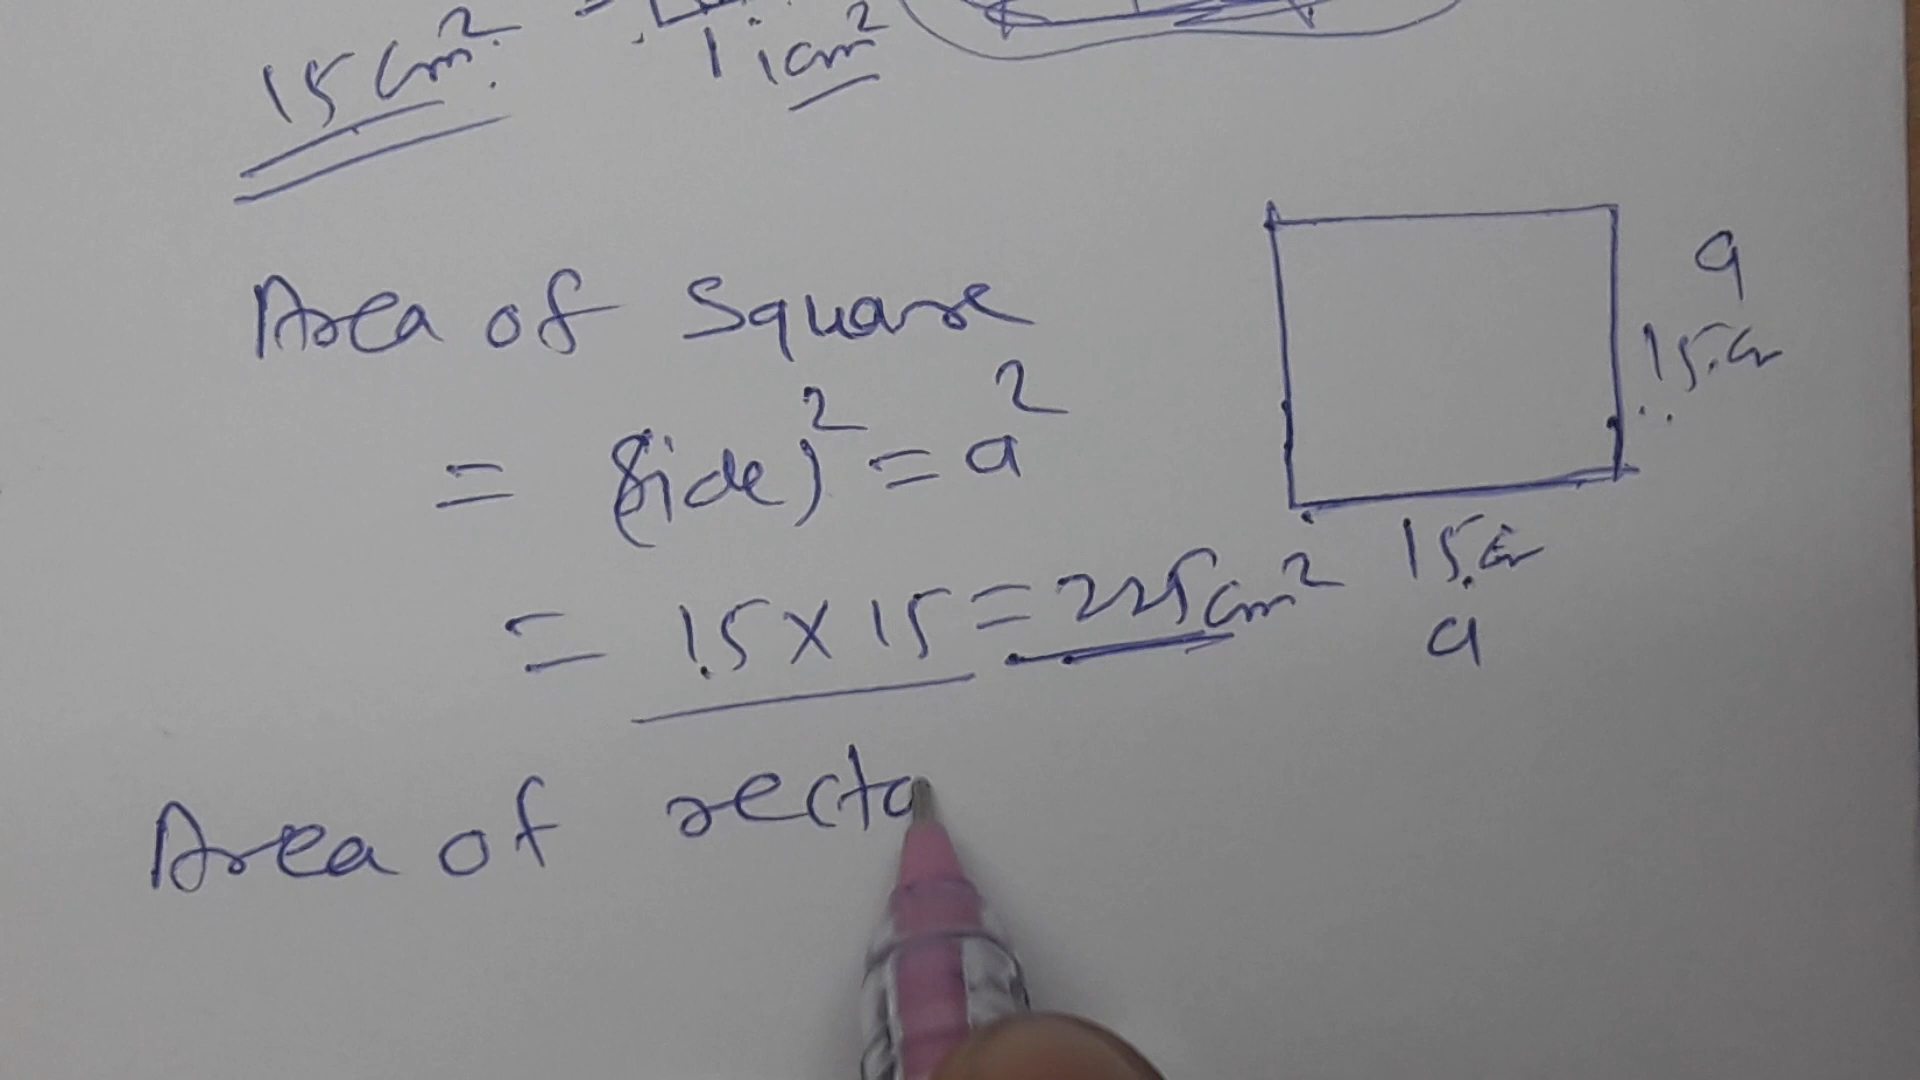 15 cm² =
1 1cm²
Area of Square
= (Side)² = a²
= 15 x 15 = 225 cm²
a
15 cm
15 cm
a
Area of recta